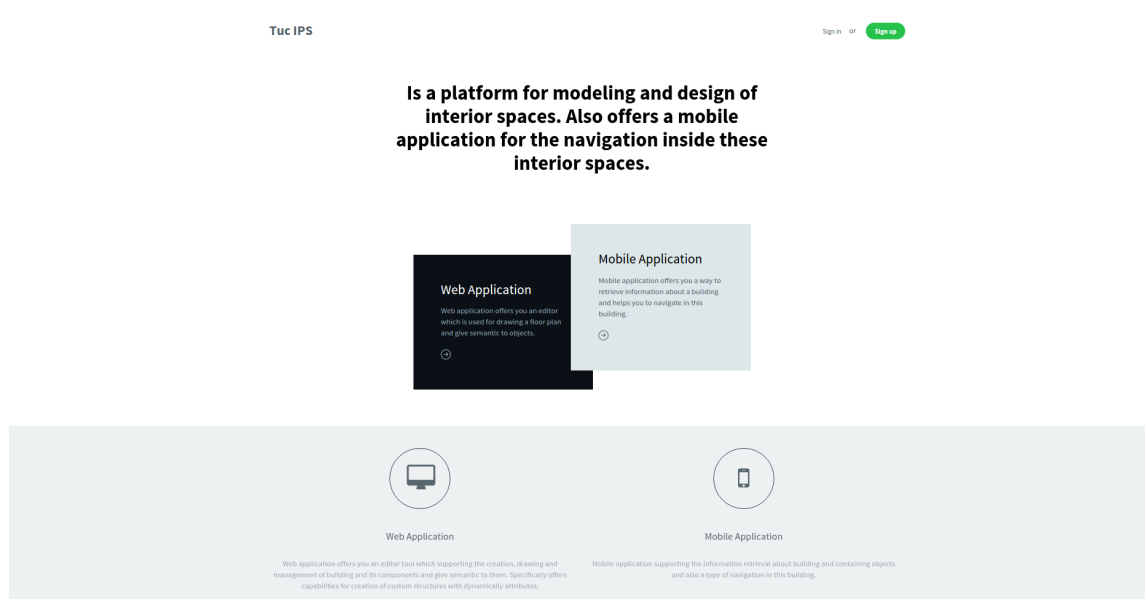 Tuc IPS
Sign in or Sign up
Is a platform for modeling and design of
interior spaces. Also offers a mobile
application for the navigation inside these
interior spaces.
Web Application
Web application offers you an editor
which is used for drawing a floor plan
and give semantic to objects.
Mobile Application
Mobile application offers you a way to
retrieve information about a building
and helps you to navigate in this
building.
Web Application
Web application offers you an editor tool which supporting the creation, drawing and
management of building and its components and give semantic to them. Specifically offers
capabilities for creation of custom structures with dynamically attributes.
Mobile Application
Mobile application supporting the information retrieval about building and containing objects
and also a type of navigation in this building.